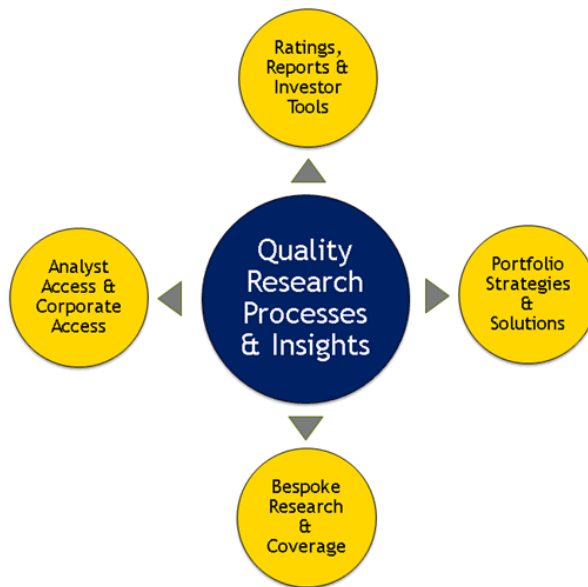 Ratings,
Reports &
Investor
Tools
Analyst
Access &
Corporate
Access
Quality
Research
Processes
& Insights
Portfolio
Strategies
&
Solutions
Bespoke
Research
&
Coverage